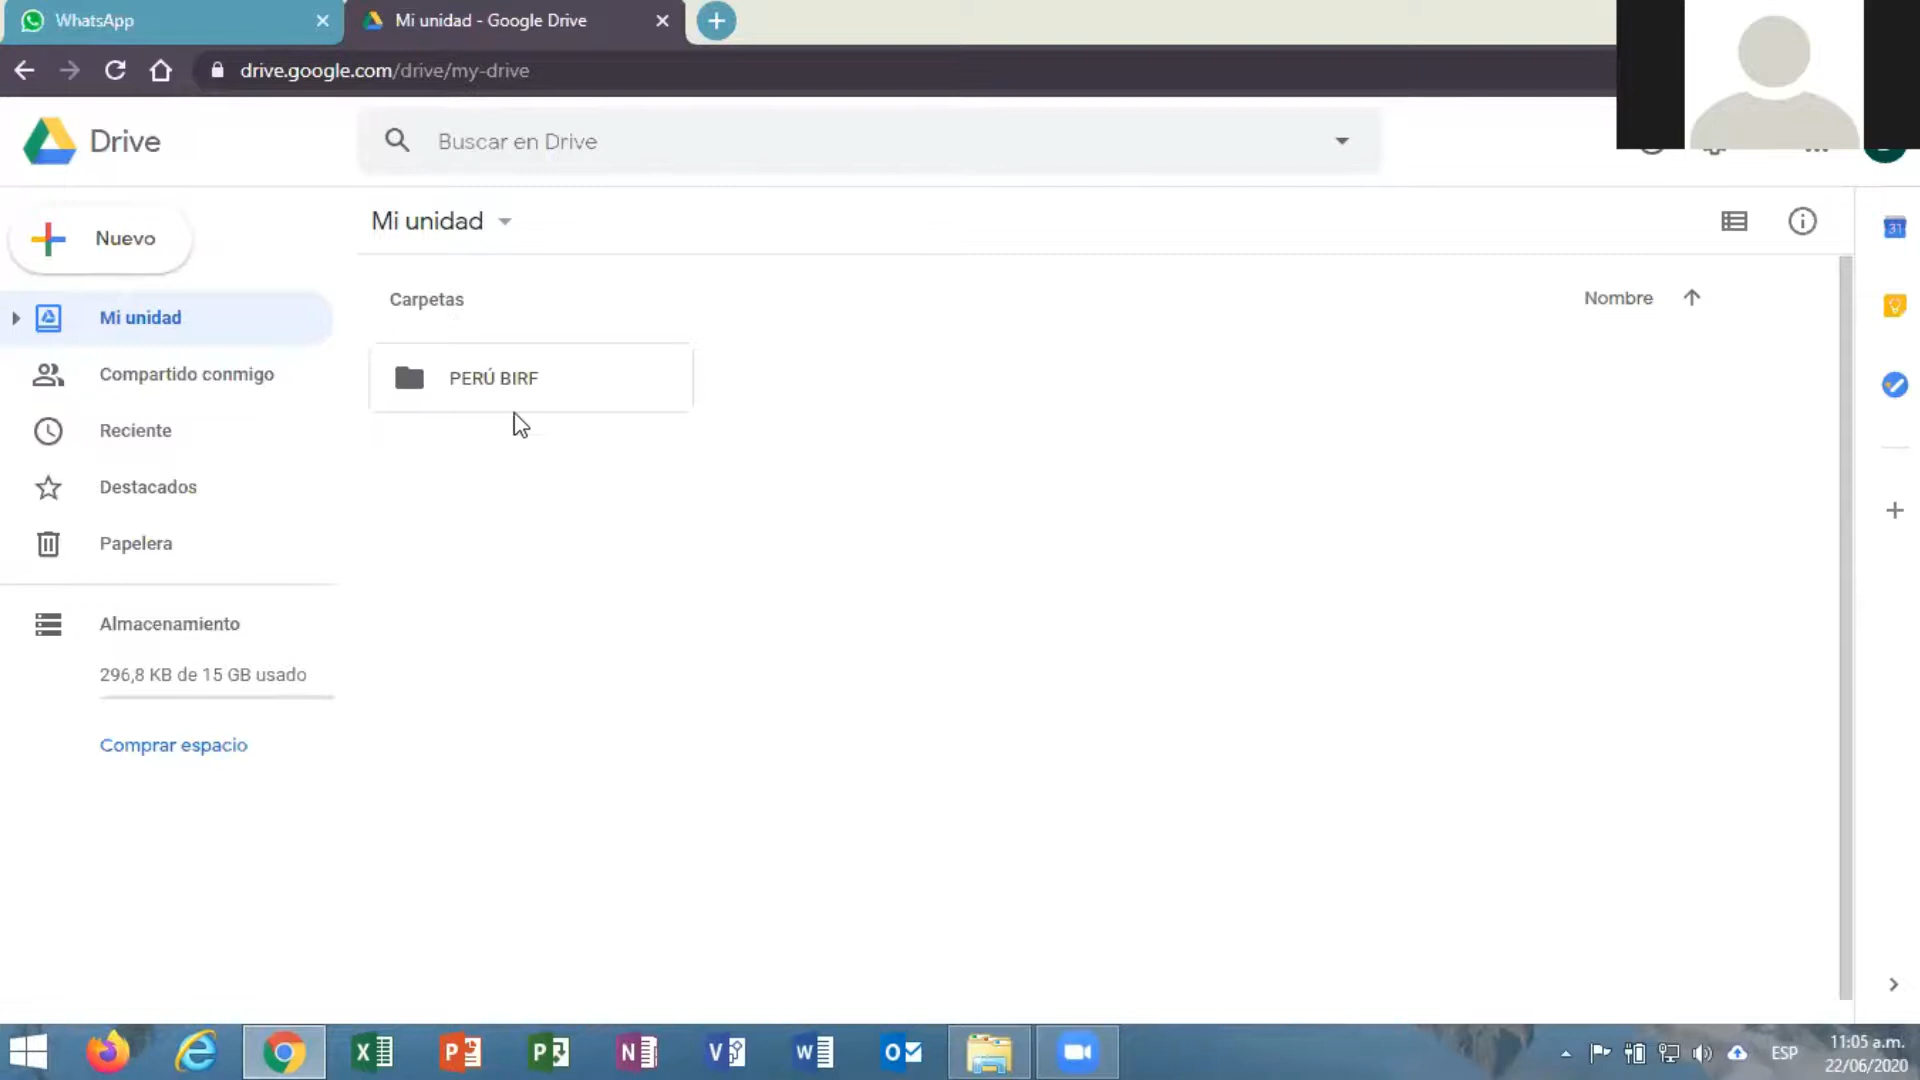 WhatsApp
Mi unidad - Google Drive
drive.google.com/drive/my-drive
Drive
Buscar en Drive
Nuevo
Mi unidad
31
Carpetas
Nombre
Mi unidad
PERÚ BIRF
Compartido conmigo
Reciente
Destacados
Papelera
Almacenamiento
296,8 KB de 15 GB usado
Comprar espacio
ESP
11:05 a.m.
22/06/2020